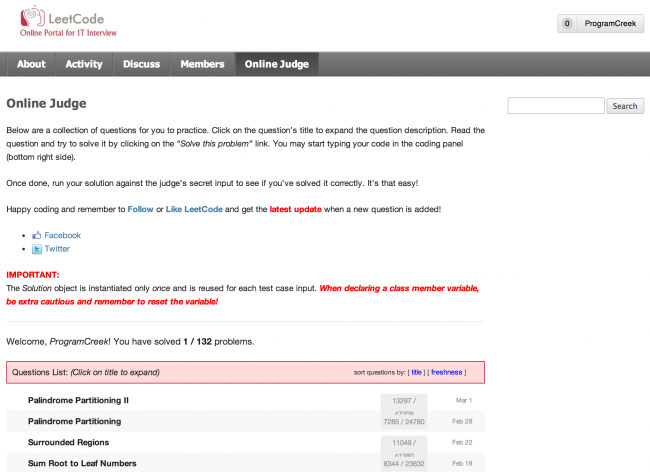 LeetCode
Online Portal for IT Interview
0 ProgramCreek
About Activity Discuss Members Online Judge
Online Judge
Search
Below are a collection of questions for you to practice. Click on the question's title to expand the question description. Read
the question and try to solve it by clicking on the "Solve this problem" link. You may start typing your code in the coding panel
(bottom right side).
Once done, run your solution against the judge's secret input to see if you've solved it correctly. It's that easy!
Happy coding and remember to Follow or Like LeetCode and get the latest update when a new question is added!
• Facebook
• Twitter
IMPORTANT:
The Solution object is instantiated only once and is reused for each test case input. When declaring a class member variable,
be extra cautious and remember to reset the variable!
Welcome, ProgramCreek! You have solved 1 / 132 problems.
Questions List: (Click on title to expand) sort questions by: [ title ] [ freshness ]
Palindrome Partitioning II 13297 / Mar 1
Palindrome Partitioning 7285 / 24780 Feb 28
Surrounded Regions 11049 / Feb 22
Sum Root to Leaf Numbers 8344 / 23632 Feb 19